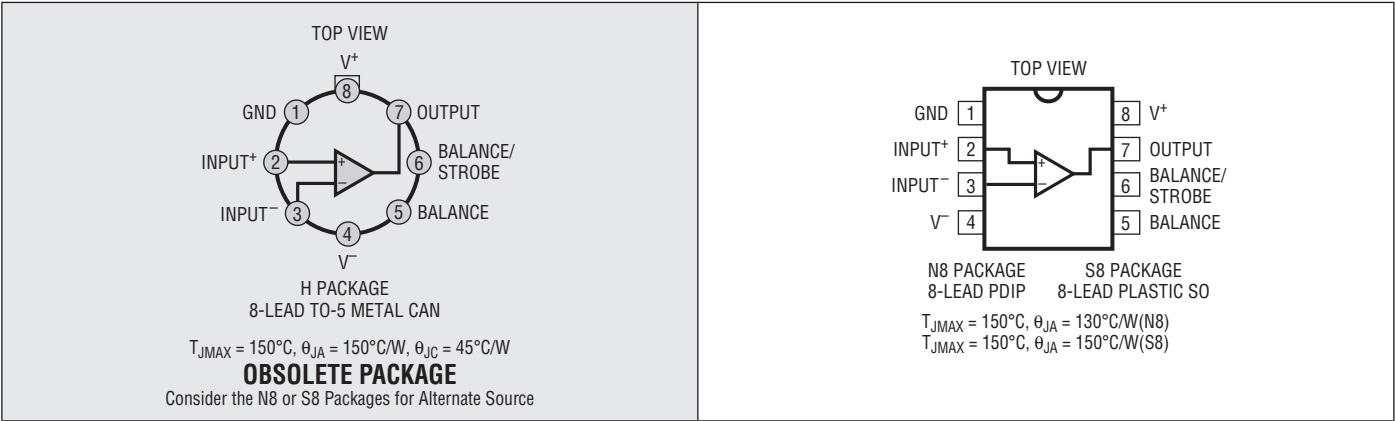 TOP VIEW
V+
8
GND 1
7 OUTPUT
INPUT+ 2
+
6 BALANCE/
STROBE
–
INPUT– 3
5 BALANCE
4
V–
H PACKAGE
8-LEAD TO-5 METAL CAN
TJMAX = 150°C, θJA = 150°C/W, θJC = 45°C/W
OBSOLETE PACKAGE
Consider the N8 or S8 Packages for Alternate Source
TOP VIEW
GND 1
8 V+
INPUT+ 2
7 OUTPUT
+
INPUT– 3
–
6 BALANCE/
STROBE
V– 4
5 BALANCE
N8 PACKAGE
8-LEAD PDIP
S8 PACKAGE
8-LEAD PLASTIC SO
TJMAX = 150°C, θJA = 130°C/W(N8)
TJMAX = 150°C, θJA = 150°C/W(S8)